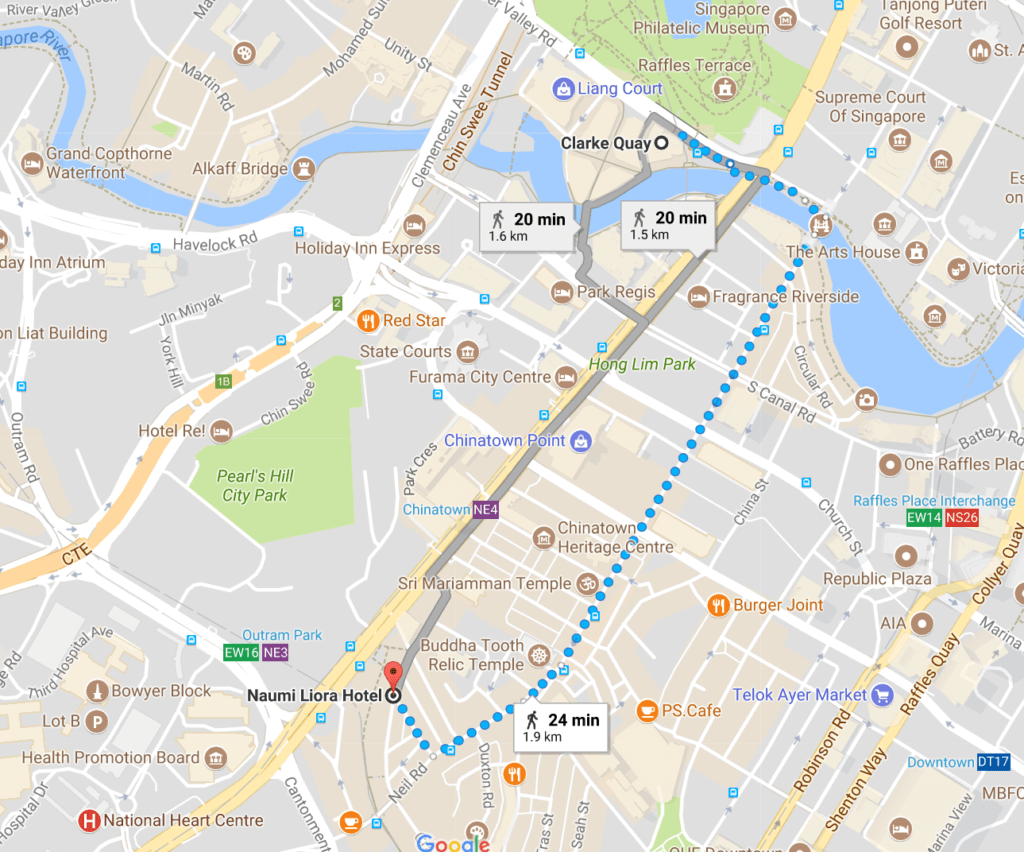 River Valley Green
River Valley Rd
Singapore
Philatelic Museum
Tanjong Puteri
Golf Resort
Unity St
Martin Rd
Raffles Terrace
Liang Court
Supreme Court
Of Singapore
Chin Swee Tunnel
Clemenceau Ave
Clarke Quay
Grand Copthorne
Waterfront
Alkaff Bridge
20 min
1.6 km
20 min
1.5 km
Havelock Rd
Holiday Inn Express
The Arts House
day Inn Atrium
Victoria
Park Regis
Fragrance Riverside
Jln Minyak
2
Red Star
on Liat Building
York Hill
State Courts
Hong Lim Park
Circular Rd
Furama City Centre
1B
Chin Swee Rd
S Canal Rd
Outram Rd
Hotel Re!
Chinatown Point
Battery Rd
Park Cres
One Raffles Plac
Pearl's Hill
City Park
China St
Church St
Raffles Place Interchange
EW14 NS26
Chinatown NE4
Chinatown
Heritage Centre
Collyer Quay
CTE
Sri Mariamman Temple
Republic Plaza
Burger Joint
AIA
Marina
Outram Park
EW16 NE3
Third Hospital Ave
Buddha Tooth
Relic Temple
Raffles Quay
Bowyer Block
Naumi Liora Hotel
Telok Ayer Market
PS.Cafe
Lot B P
24 min
1.9 km
Robinson Rd
Shenton Way
Health Promotion Board
Neil Rd
Duxton Rd
Downtown DT17
MBFC
Cantonment
Hospital Dr
H National Heart Centre
Tras St
Seah St
Marina View
Google